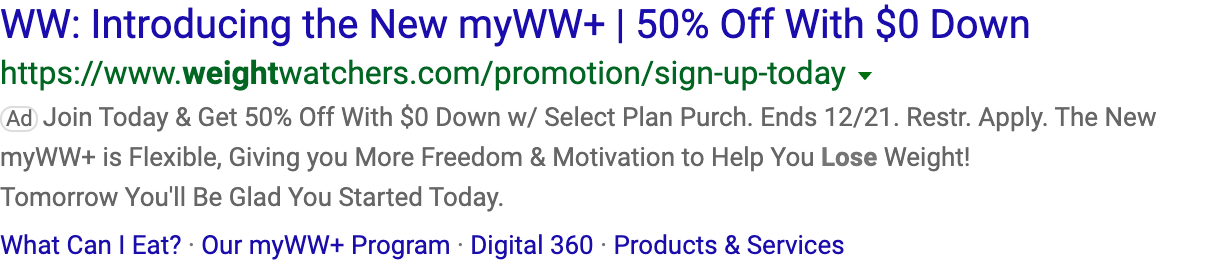 WW: Introducing the New myWW+ | 50% Off With $0 Down
https://www.weightwatchers.com/promotion/sign-up-today
Ad Join Today & Get 50% Off With $0 Down w/ Select Plan Purch. Ends 12/21. Restr. Apply. The New
myWW+ is Flexible, Giving you More Freedom & Motivation to Help You Lose Weight!
Tomorrow You'll Be Glad You Started Today.
What Can I Eat? · Our myWW+ Program · Digital 360 · Products & Services